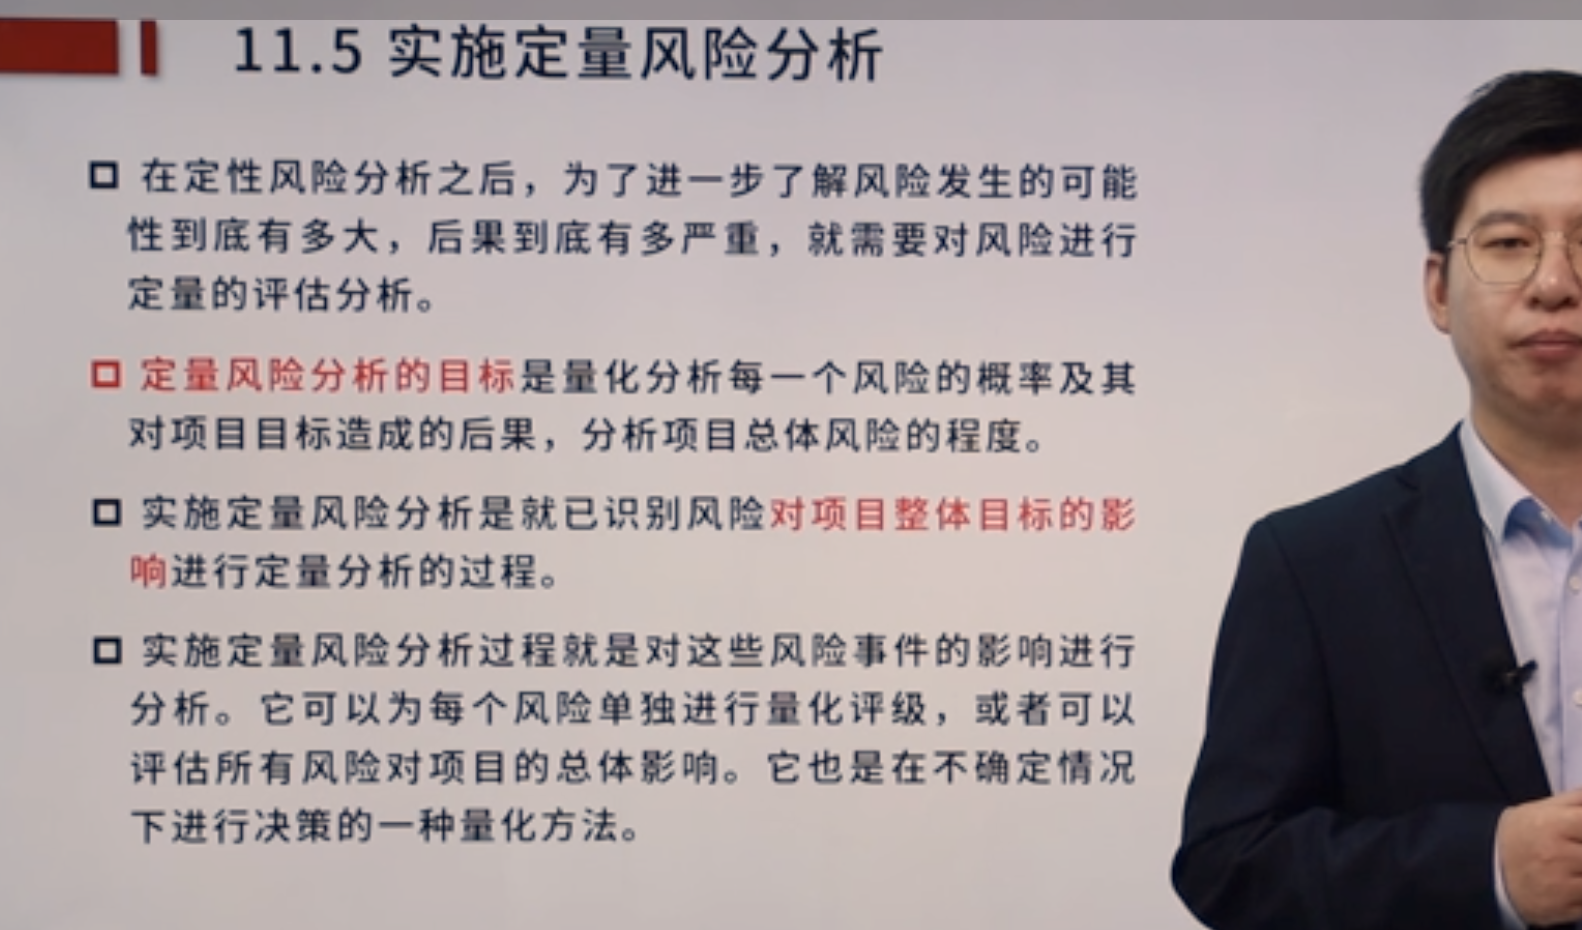 11.5 实施定量风险分析
在定性风险分析之后，为了进一步了解风险发生的可能
性到底有多大，后果到底有多严重，就需要对风险进行
定量的评估分析。
定量风险分析的目标是量化分析每一个风险的概率及其
对项目目标造成的后果，分析项目总体风险的程度。
实施定量风险分析是就已识别风险对项目整体目标的影
响进行定量分析的过程。
实施定量风险分析过程就是对这些风险事件的影响进行
分析。它可以为每个风险单独进行量化评级，或者可以
评估所有风险对项目的总体影响。它也是在不确定情况
下进行决策的一种量化方法。